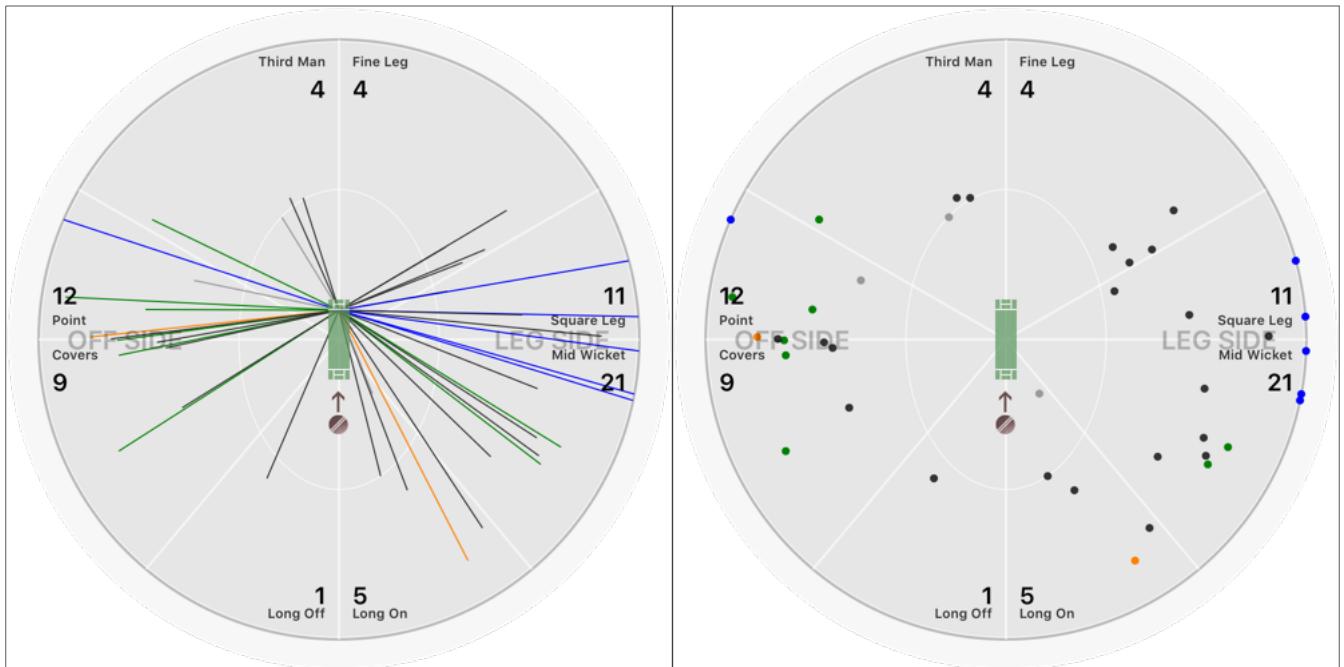 Third Man Fine Leg
4 4
12 11
Point Square Leg
OFF SIDE LEG SIDE
Covers Mid Wicket
9 21
1 5
Long Off Long On
Third Man Fine Leg
4 4
12 11
Point Square Leg
OFF SIDE LEG SIDE
Covers Mid Wicket
9 21
1 5
Long Off Long On